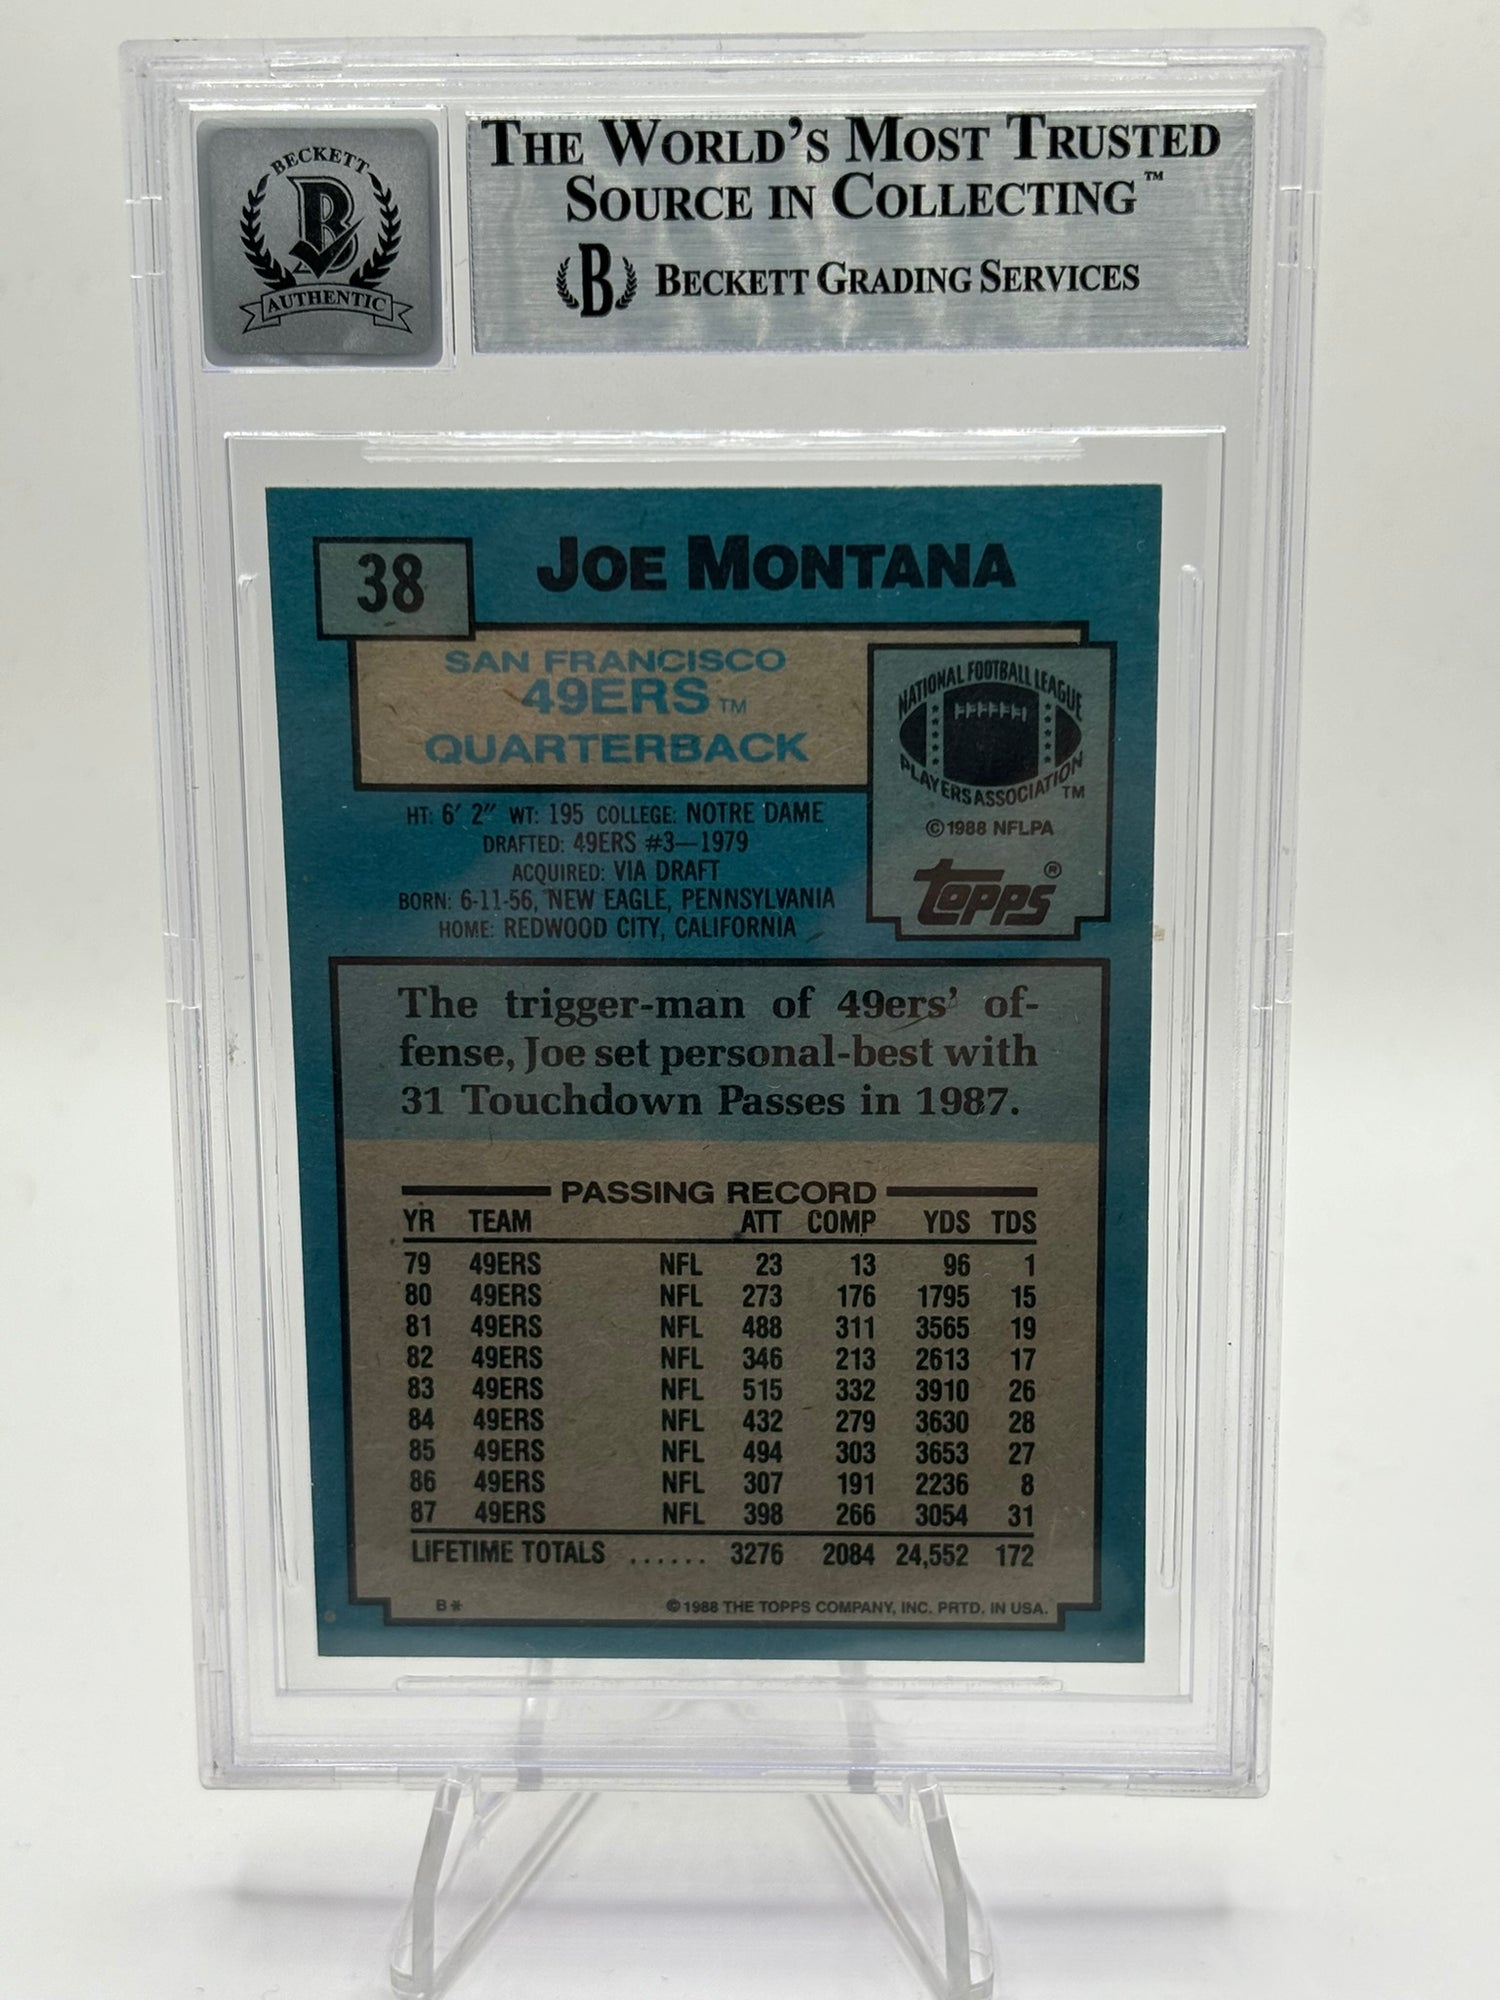 BECKETT
B
AUTHENTIC
THE WORLD'S MOST TRUSTED
SOURCE IN COLLECTING™
B BECKETT GRADING SERVICES
38
JOE MONTANA
SAN FRANCISCO
49ERS TM
QUARTERBACK
NATIONAL FOOTBALL LEAGUE
PLAYERS ASSOCIATION TM
©1988 NFLPA
topps®
HT: 6' 2" WT: 195 COLLEGE: NOTRE DAME
DRAFTED: 49ERS #3—1979
ACQUIRED: VIA DRAFT
BORN: 6-11-56, NEW EAGLE, PENNSYLVANIA
HOME: REDWOOD CITY, CALIFORNIA
The trigger-man of 49ers' of-
fense, Joe set personal-best with
31 Touchdown Passes in 1987.
PASSING RECORD
YR TEAM ATT COMP YDS TDS
79 49ERS NFL 23 13 96 1
80 49ERS NFL 273 176 1795 15
81 49ERS NFL 488 311 3565 19
82 49ERS NFL 346 213 2613 17
83 49ERS NFL 515 332 3910 26
84 49ERS NFL 432 279 3630 28
85 49ERS NFL 494 303 3653 27
86 49ERS NFL 307 191 2236 8
87 49ERS NFL 398 266 3054 31
LIFETIME TOTALS ...... 3276 2084 24,552 172
B* ©1988 THE TOPPS COMPANY, INC. PRTD. IN USA.